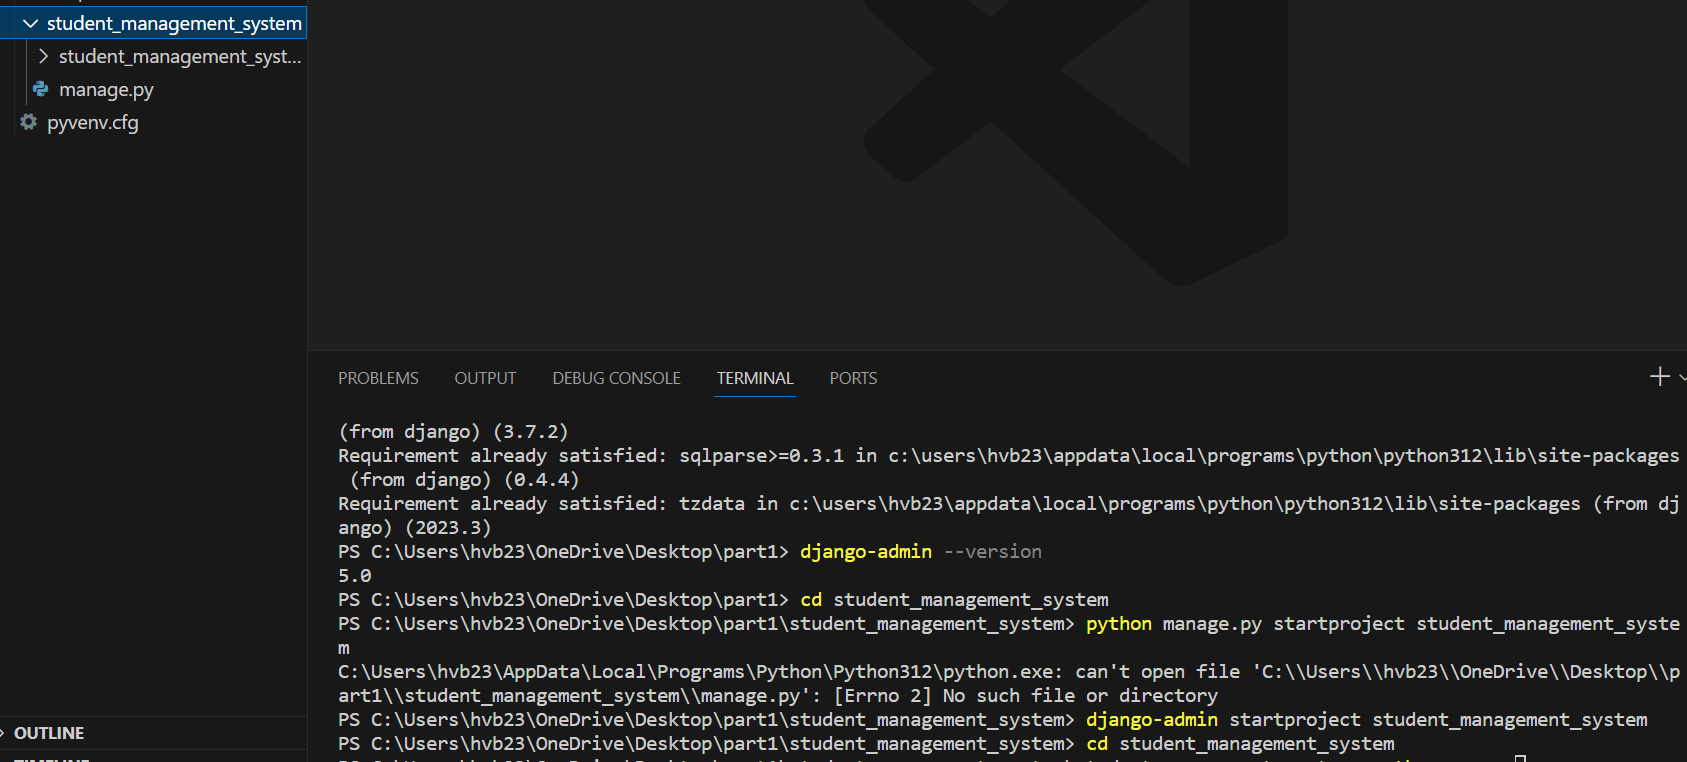 student_management_system
student_management_syst...
manage.py
pyvenv.cfg
OUTLINE
PROBLEMS OUTPUT DEBUG CONSOLE TERMINAL PORTS
(from django) (3.7.2)
Requirement already satisfied: sqlparse>=0.3.1 in c:\users\hvb23\appdata\local\programs\python\python312\lib\site-packages
(from django) (0.4.4)
Requirement already satisfied: tzdata in c:\users\hvb23\appdata\local\programs\python\python312\lib\site-packages (from dj
ango) (2023.3)
PS C:\Users\hvb23\OneDrive\Desktop\part1> django-admin --version
5.0
PS C:\Users\hvb23\OneDrive\Desktop\part1> cd student_management_system
PS C:\Users\hvb23\OneDrive\Desktop\part1\student_management_system> python manage.py startproject student_management_syste
m
C:\Users\hvb23\AppData\Local\Programs\Python\Python312\python.exe: can't open file 'C:\\Users\\hvb23\\OneDrive\\Desktop\\p
art1\\student_management_system\\manage.py': [Errno 2] No such file or directory
PS C:\Users\hvb23\OneDrive\Desktop\part1\student_management_system> django-admin startproject student_management_system
PS C:\Users\hvb23\OneDrive\Desktop\part1\student_management_system> cd student_management_system